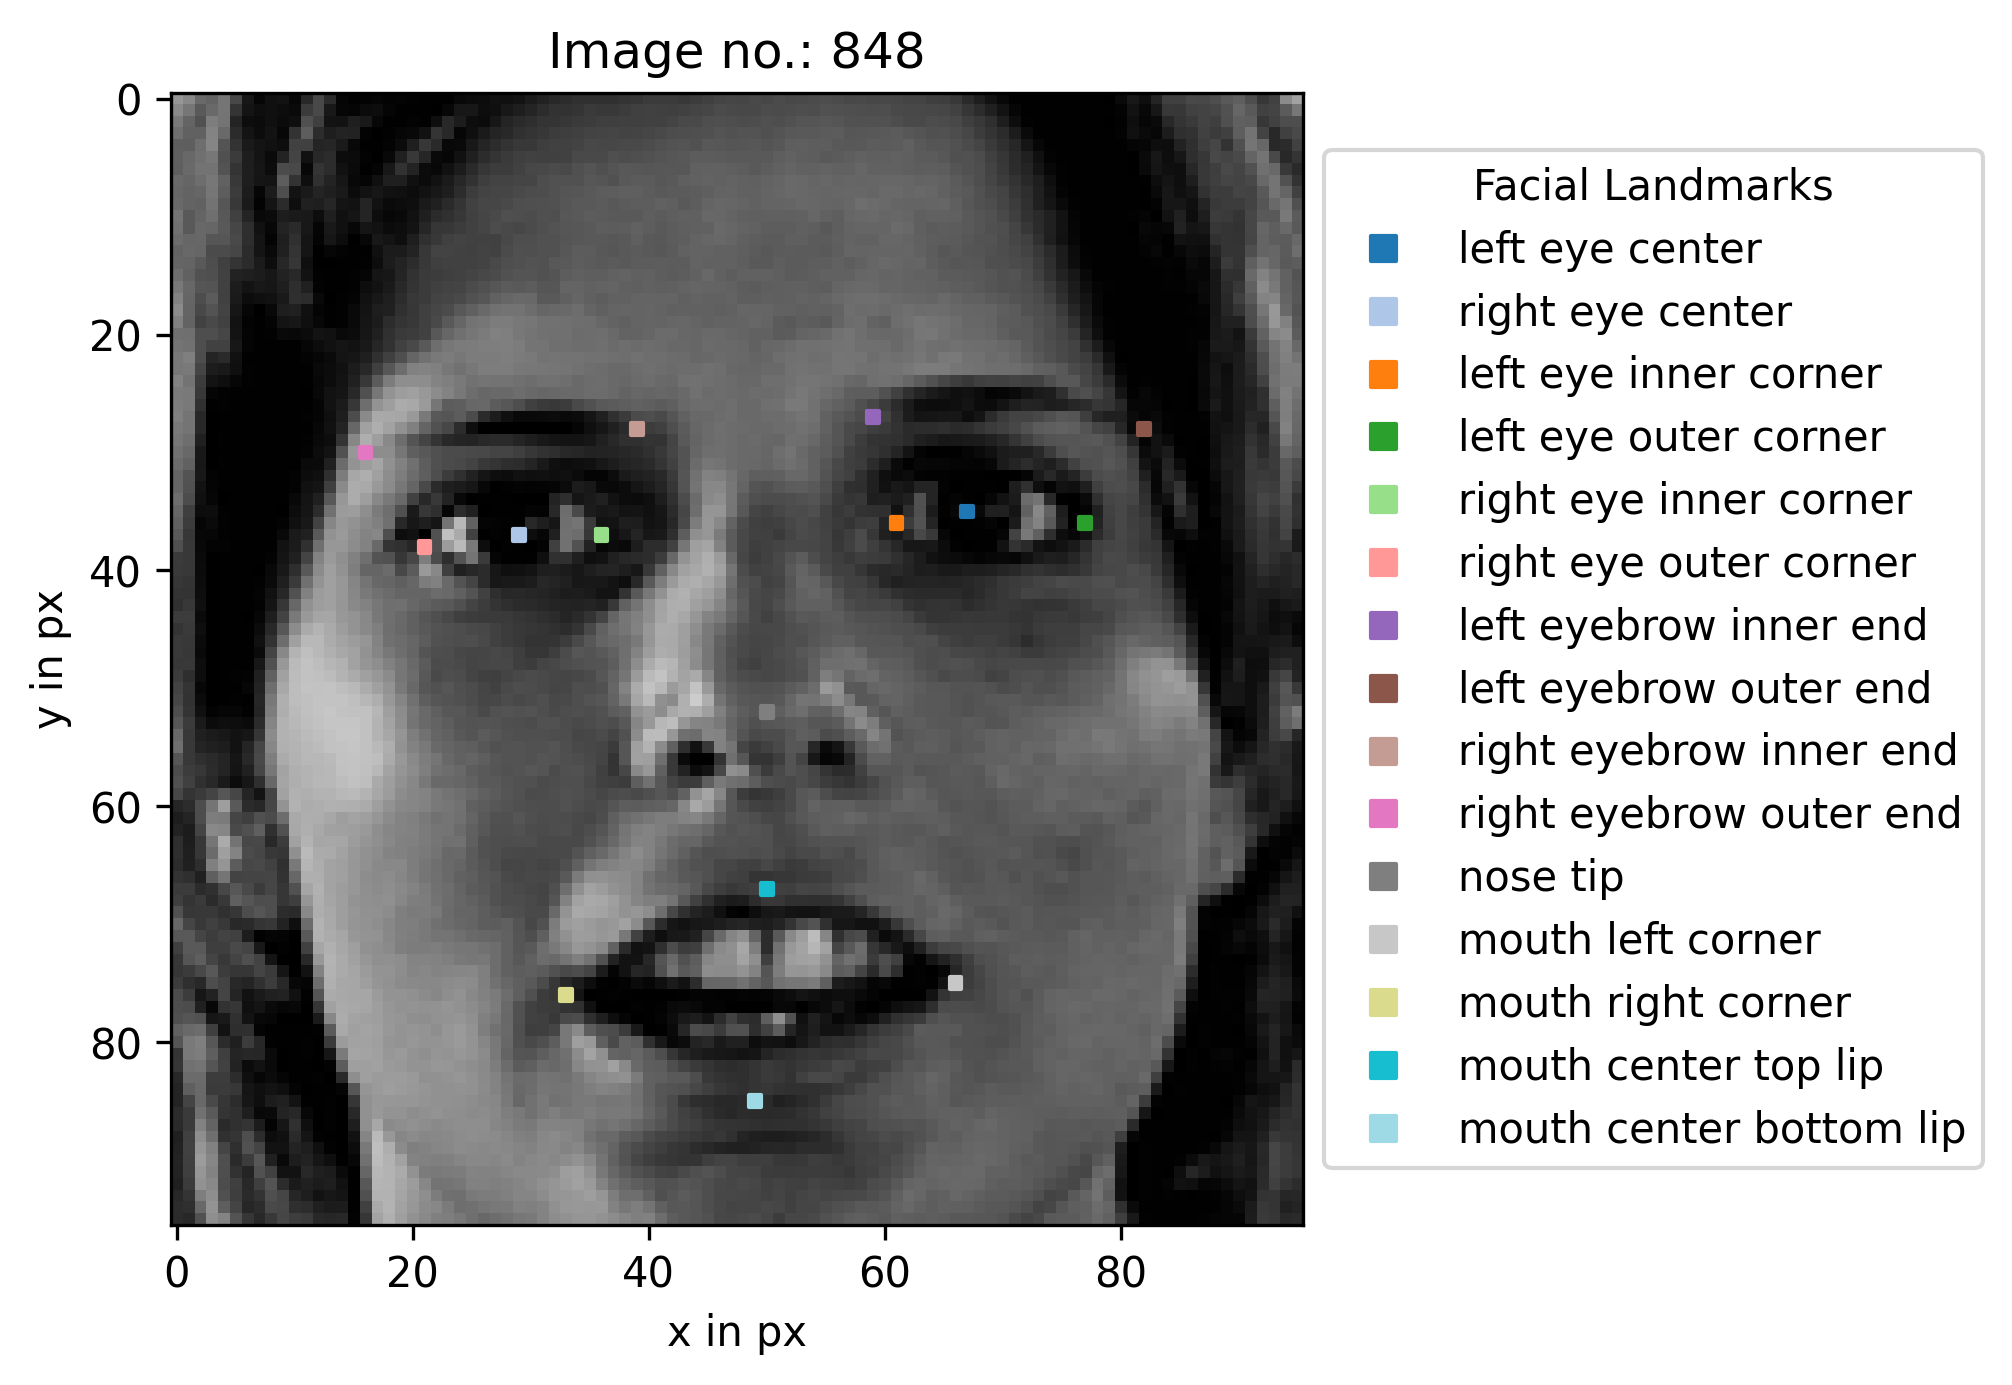 Image no.: 848
0
20
40
60
80
y in px
0 20 40 60 80
x in px
Facial Landmarks
left eye center
right eye center
left eye inner corner
left eye outer corner
right eye inner corner
right eye outer corner
left eyebrow inner end
left eyebrow outer end
right eyebrow inner end
right eyebrow outer end
nose tip
mouth left corner
mouth right corner
mouth center top lip
mouth center bottom lip